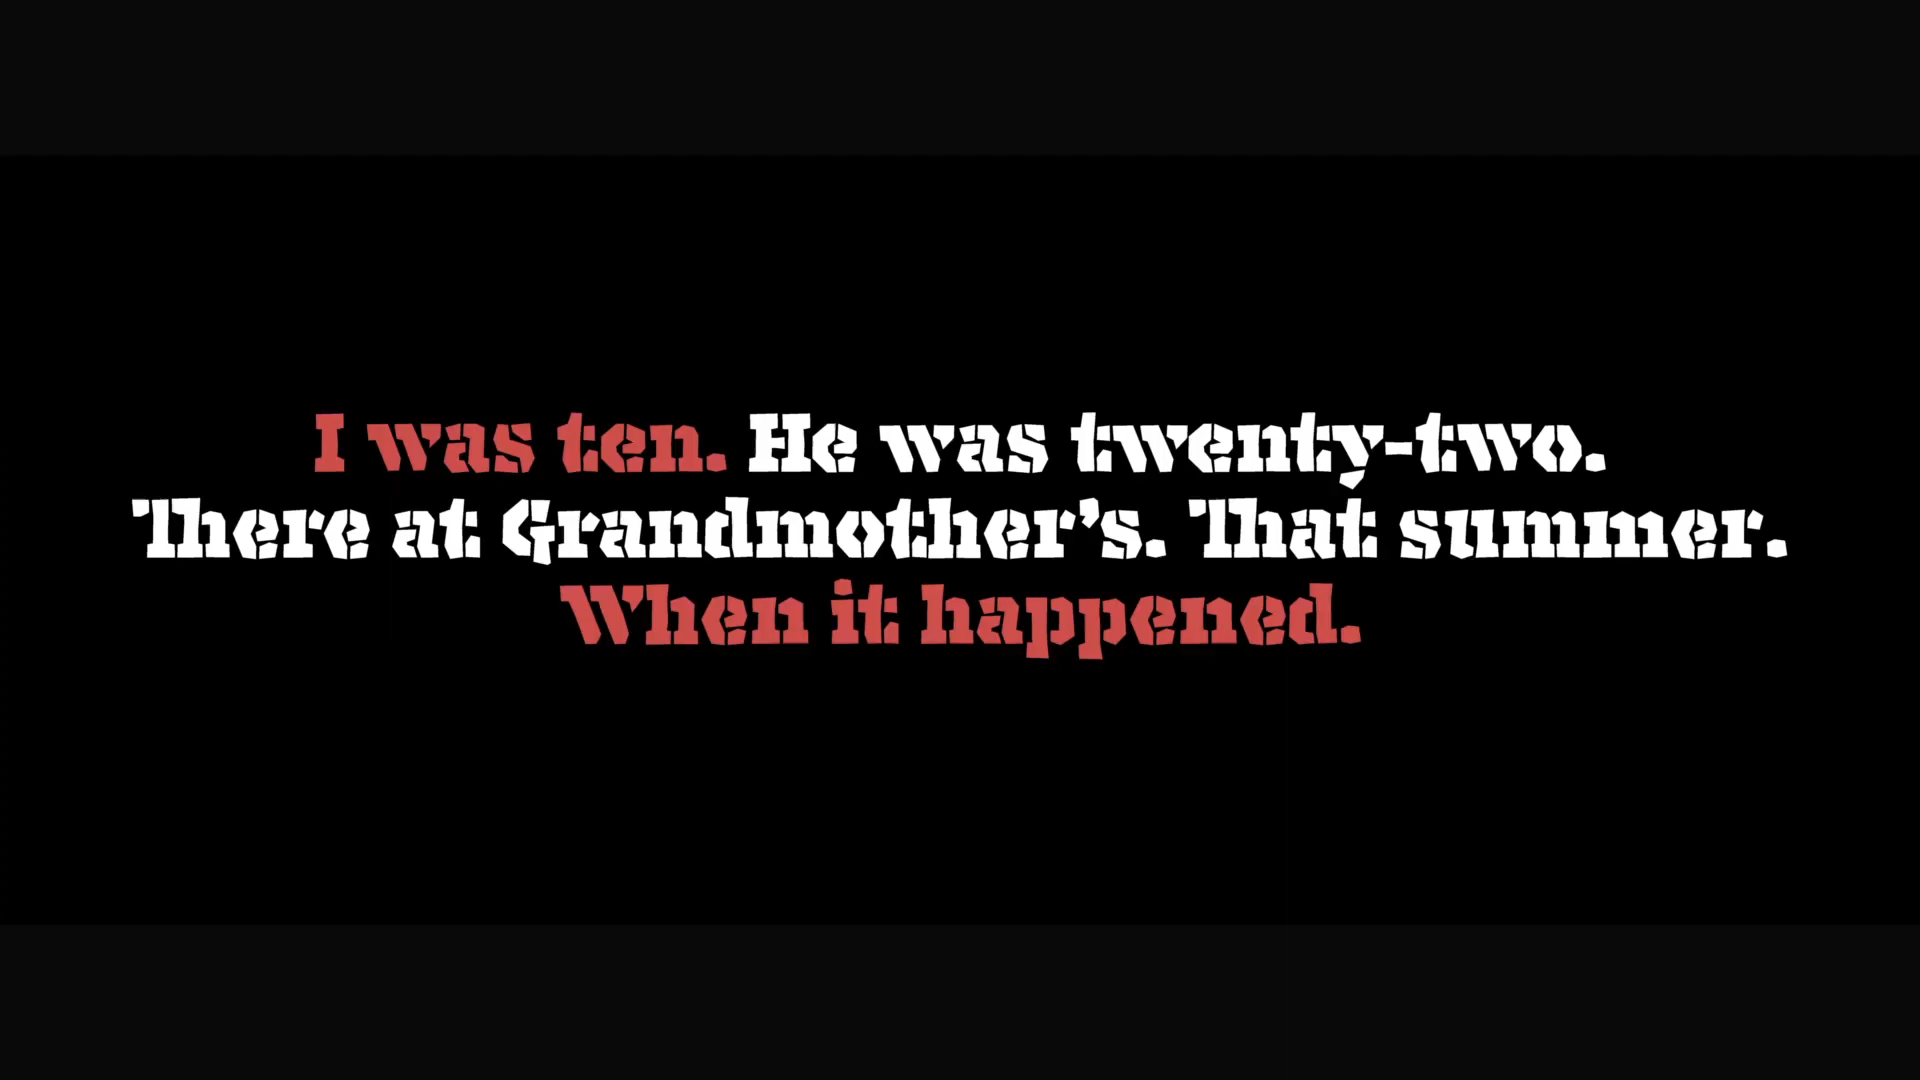 I was ten. He was twenty-two.
There at Grandmother's. That summer.
When it happened.